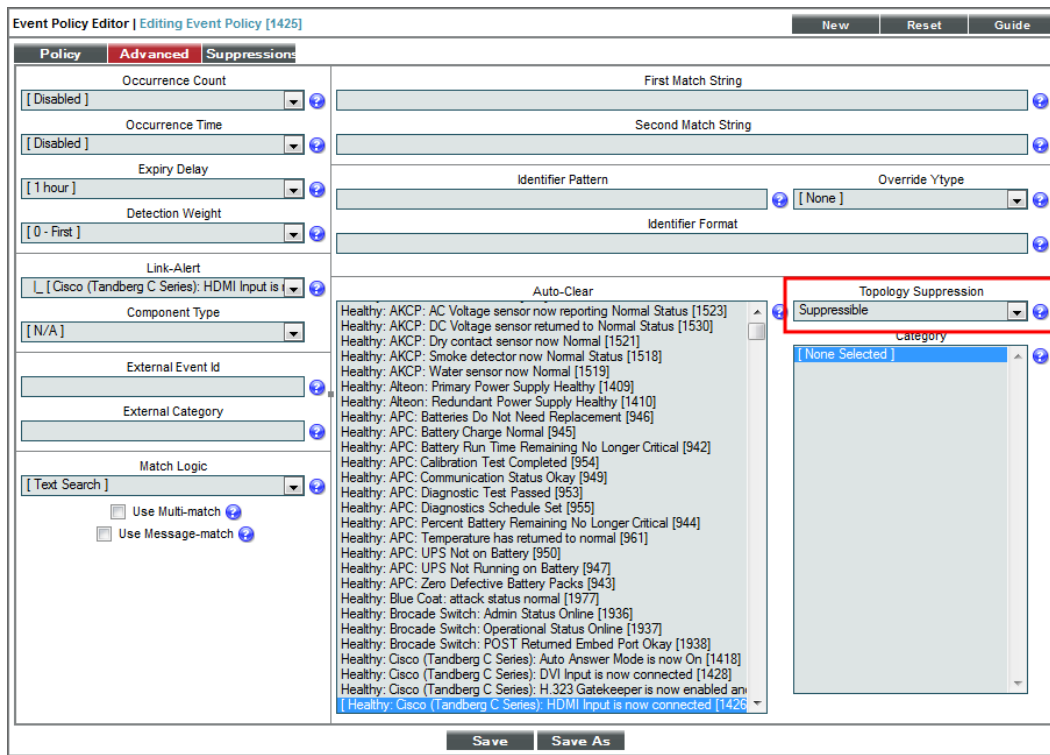 Event Policy Editor | Editing Event Policy [1425]
New
Reset
Guide
Policy
Advanced
Suppressions
Occurrence Count
[ Disabled ]
Occurrence Time
[ Disabled ]
Expiry Delay
[ 1 hour ]
Detection Weight
[ 0 - First ]
Link-Alert
|_ [ Cisco (Tandberg C Series): HDMI Input is
Component Type
[ N/A ]
External Event Id
External Category
Match Logic
[ Text Search ]
Use Multi-match
Use Message-match
First Match String
Second Match String
Identifier Pattern
Override Ytype
[ None ]
Identifier Format
Auto-Clear
Healthy: AKCP: AC Voltage sensor now reporting Normal Status [1523]
Healthy: AKCP: DC Voltage sensor returned to Normal Status [1530]
Healthy: AKCP: Dry contact sensor now Normal [1521]
Healthy: AKCP: Smoke detector now Normal Status [1518]
Healthy: AKCP: Water sensor now Normal [1519]
Healthy: Alteon: Primary Power Supply Healthy [1409]
Healthy: Alteon: Redundant Power Supply Healthy [1410]
Healthy: APC: Batteries Do Not Need Replacement [946]
Healthy: APC: Battery Charge Normal [945]
Healthy: APC: Battery Run Time Remaining No Longer Critical [942]
Healthy: APC: Calibration Test Completed [954]
Healthy: APC: Communication Status Okay [949]
Healthy: APC: Diagnostic Test Passed [953]
Healthy: APC: Diagnostics Schedule Set [955]
Healthy: APC: Percent Battery Remaining No Longer Critical [944]
Healthy: APC: Temperature has returned to normal [961]
Healthy: APC: UPS Not on Battery [950]
Healthy: APC: UPS Not Running on Battery [947]
Healthy: APC: Zero Defective Battery Packs [943]
Healthy: Blue Coat: attack status normal [1977]
Healthy: Brocade Switch: Admin Status Online [1936]
Healthy: Brocade Switch: Operational Status Online [1937]
Healthy: Brocade Switch: POST Returned Embed Port Okay [1938]
Healthy: Cisco (Tandberg C Series): Auto Answer Mode is now On [1418]
Healthy: Cisco (Tandberg C Series): DVI Input is now connected [1428]
Healthy: Cisco (Tandberg C Series): H.323 Gatekeeper is now enabled an
[ Healthy: Cisco (Tandberg C Series): HDMI Input is now connected [1426
Topology Suppression
Suppressible
Category
[ None Selected ]
Save
Save As